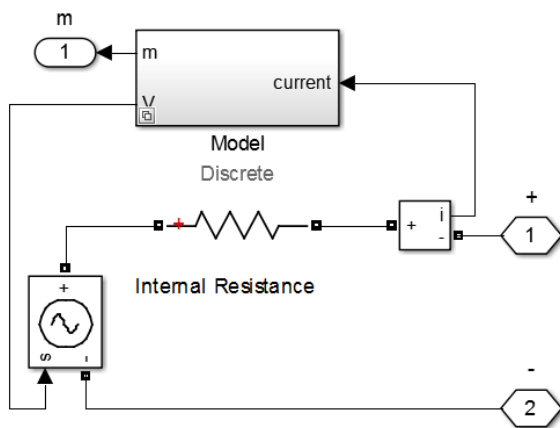 m
1
m
current
V
Model
Discrete
+
i
+
+
-
1
Internal Resistance
+
s
-
-
2